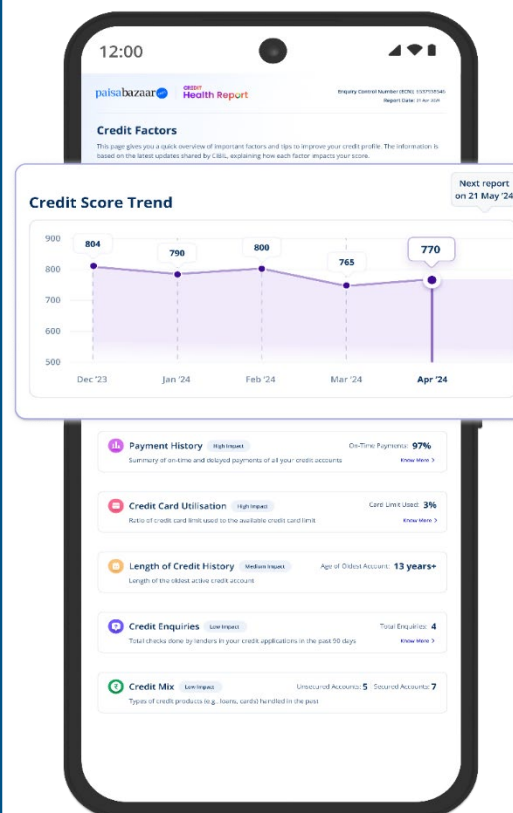 12:00
paisabazaar
CREDIT
Health Report
Report Date: 21 Apr 2024
Credit Factors
This page gives you a quick overview of important factors and tips to improve your credit profile. The information is
based on the latest updates shared by CIBIL, explaining how each factor impacts your score.
Next report
on 21 May '24
Credit Score Trend
900
800
700
600
500
804
790
800
765
770
Dec '23
Jan '24
Feb '24
Mar '24
Apr '24
Payment History High Impact On-Time Payments: 97%
Summary of on-time and delayed payments of all your credit accounts Know More >
Credit Card Utilisation High Impact Card Limit Used: 3%
Ratio of credit card limit used to the available credit card limit Know More >
Length of Credit History Medium Impact Age of Oldest Account: 13 years+
Length of the oldest active credit account
Credit Enquiries Low Impact Total Enquiries: 4
Total checks done by lenders in your credit applications in the past 90 days Know More >
Credit Mix Low Impact Unsecured Accounts: 5 Secured Accounts: 7
Types of credit products (e.g., loans, cards) handled in the past